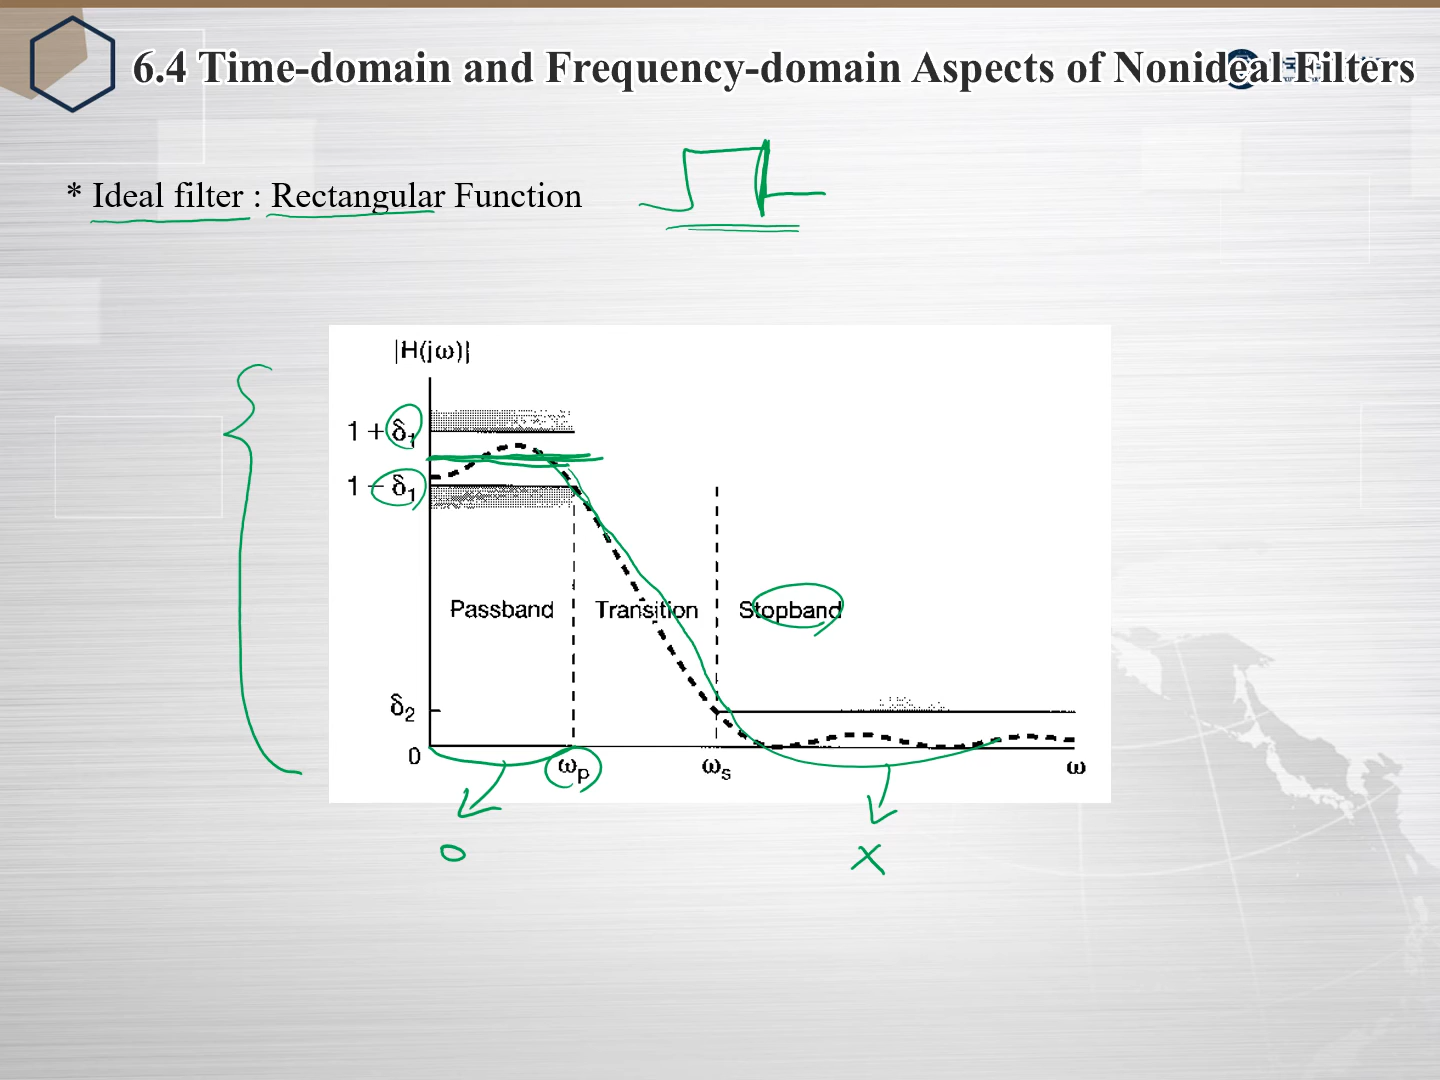 6.4 Time-domain and Frequency-domain Aspects of Nonideal Filters
* Ideal filter : Rectangular Function
|H(jω)|
1 + δ₁
1 − δ₁
Passband Transition Stopband
δ₂
0 ωp ωs ω
O X